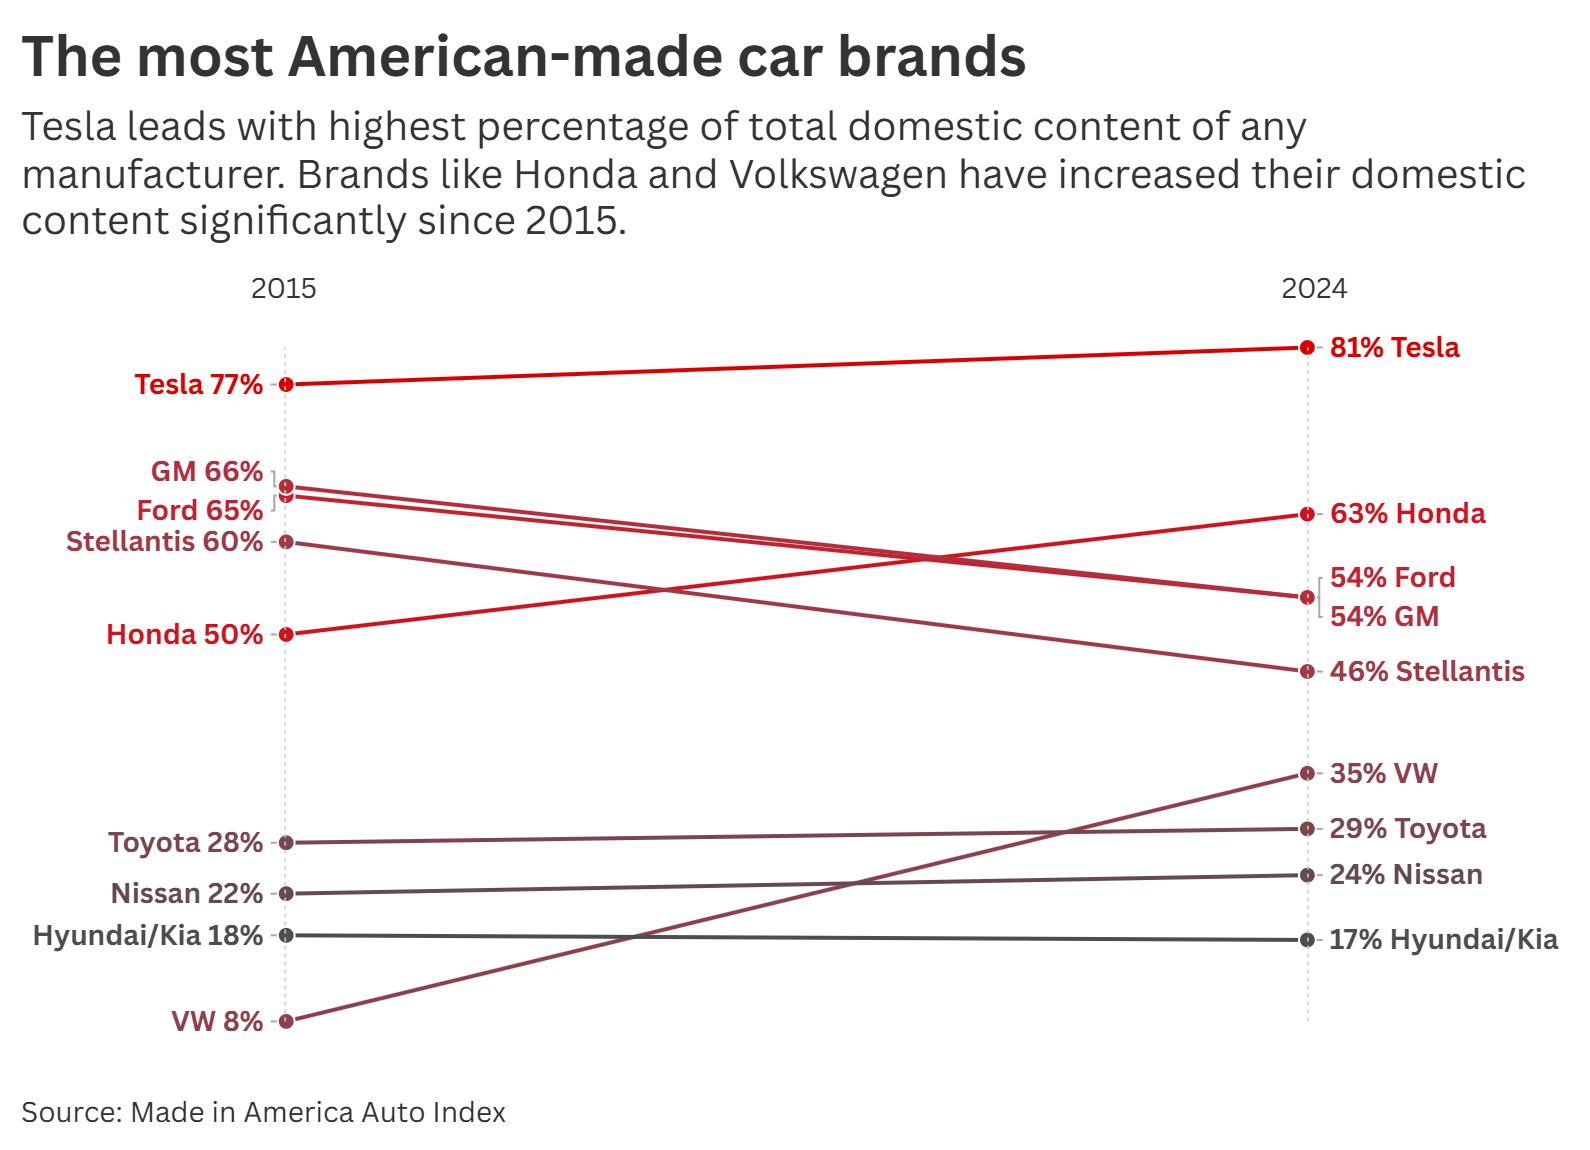 The most American-made car brands
Tesla leads with highest percentage of total domestic content of any
manufacturer. Brands like Honda and Volkswagen have increased their domestic
content significantly since 2015.
2015
2024
Tesla 77%
GM 66%
Ford 65%
Stellantis 60%
Honda 50%
Toyota 28%
Nissan 22%
Hyundai/Kia 18%
VW 8%
81% Tesla
63% Honda
54% Ford
54% GM
46% Stellantis
35% VW
29% Toyota
24% Nissan
17% Hyundai/Kia
Source: Made in America Auto Index